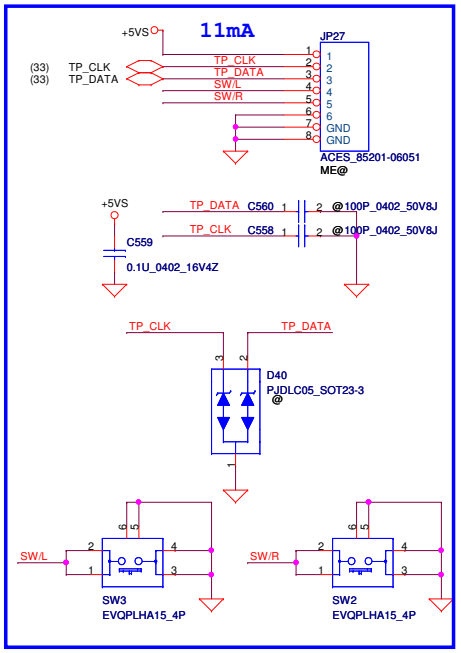 +5VS
11mA
JP27
(33) TP_CLK
(33) TP_DATA
TP_CLK
TP_DATA
SW/L
SW/R
1 1
2 2
3 3
4 4
5 5
6 6
7 GND
8 GND
ACES_85201-06051
ME@
+5VS
C559
0.1U_0402_16V4Z
TP_DATA C560 1 2 @100P_0402_50V8J
TP_CLK C558 1 2 @100P_0402_50V8J
TP_CLK
TP_DATA
3 2
D40
PJDLC05_SOT23-3
@
1
SW/L
6 5
2 4
1 3
SW3
EVQPLHA15_4P
SW/R
6 5
2 4
1 3
SW2
EVQPLHA15_4P